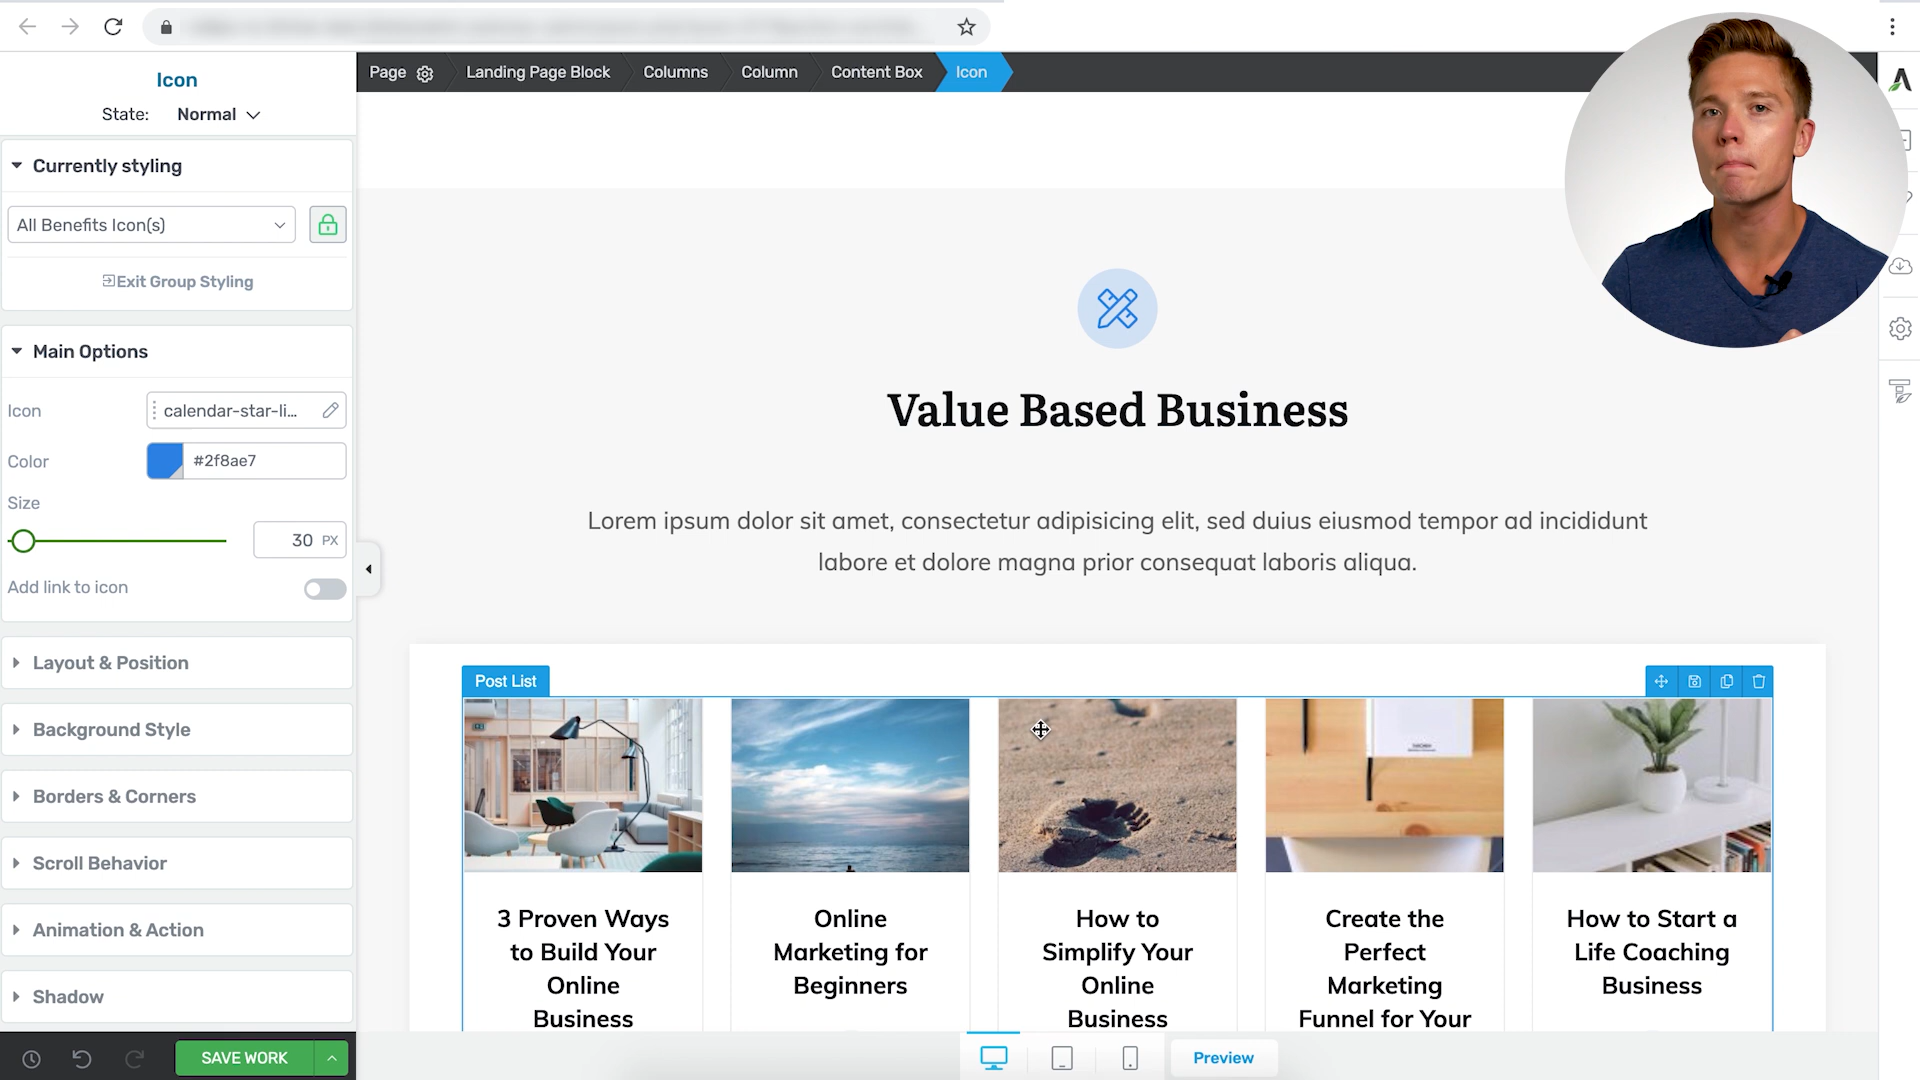 Icon
State: Normal
Currently styling
All Benefits Icon(s)
Exit Group Styling
Main Options
Icon calendar-star-li...
Color #2f8ae7
Size
30 PX
Add link to icon
Layout & Position
Background Style
Borders & Corners
Scroll Behavior
Animation & Action
Shadow
SAVE WORK
Page Landing Page Block Columns Column Content Box Icon
Value Based Business
Lorem ipsum dolor sit amet, consectetur adipisicing elit, sed duius eiusmod tempor ad incididunt
labore et dolore magna prior consequat laboris aliqua.
Post List
3 Proven Ways
to Build Your
Online
Business
Online
Marketing for
Beginners
How to
Simplify Your
Online
Business
Create the
Perfect
Marketing
Funnel for Your
How to Start a
Life Coaching
Business
Preview